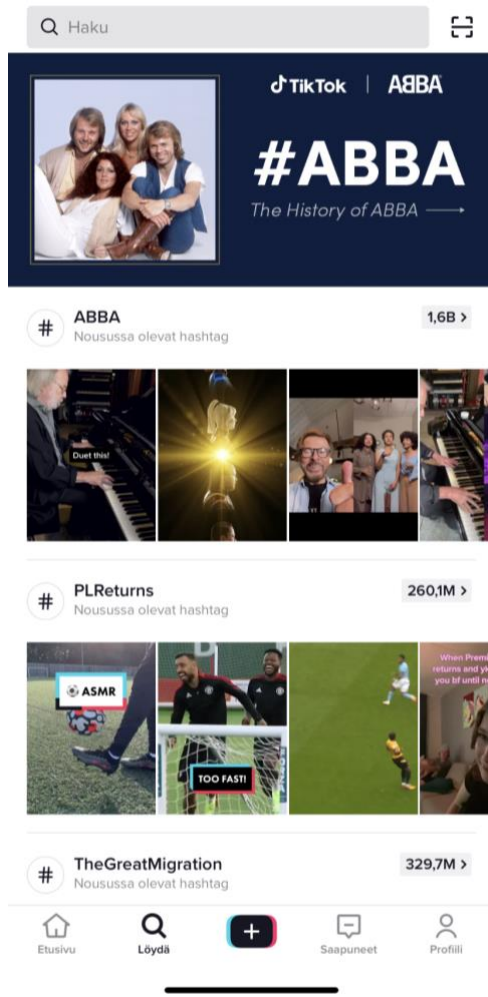 Haku
TikTok | ABBA
#ABBA
The History of ABBA
# ABBA 1,6B >
Nousussa olevat hashtag
Duet this!
# PLReturns 260,1M >
Nousussa olevat hashtag
ASMR
TOO FAST!
When Premi
returns and yk
you bf until n
# TheGreatMigration 329,7M >
Nousussa olevat hashtag
Etusivu Löydä Saapuneet Profiili